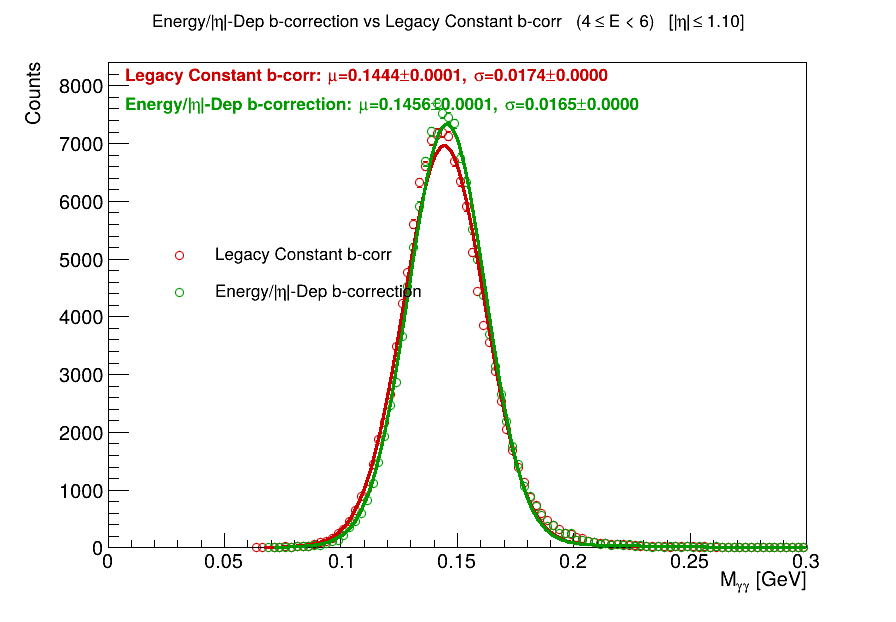 Energy/|η|-Dep b-correction vs Legacy Constant b-corr (4 ≤ E < 6) [|η| ≤ 1.10]
Counts
Legacy Constant b-corr: μ=0.1444±0.0001, σ=0.0174±0.0000
Energy/|η|-Dep b-correction: μ=0.1456±0.0001, σ=0.0165±0.0000
8000
7000
6000
5000
4000
3000
2000
1000
0
Legacy Constant b-corr
Energy/|η|-Dep b-correction
0 0.05 0.1 0.15 0.2 0.25 0.3
Mγγ [GeV]